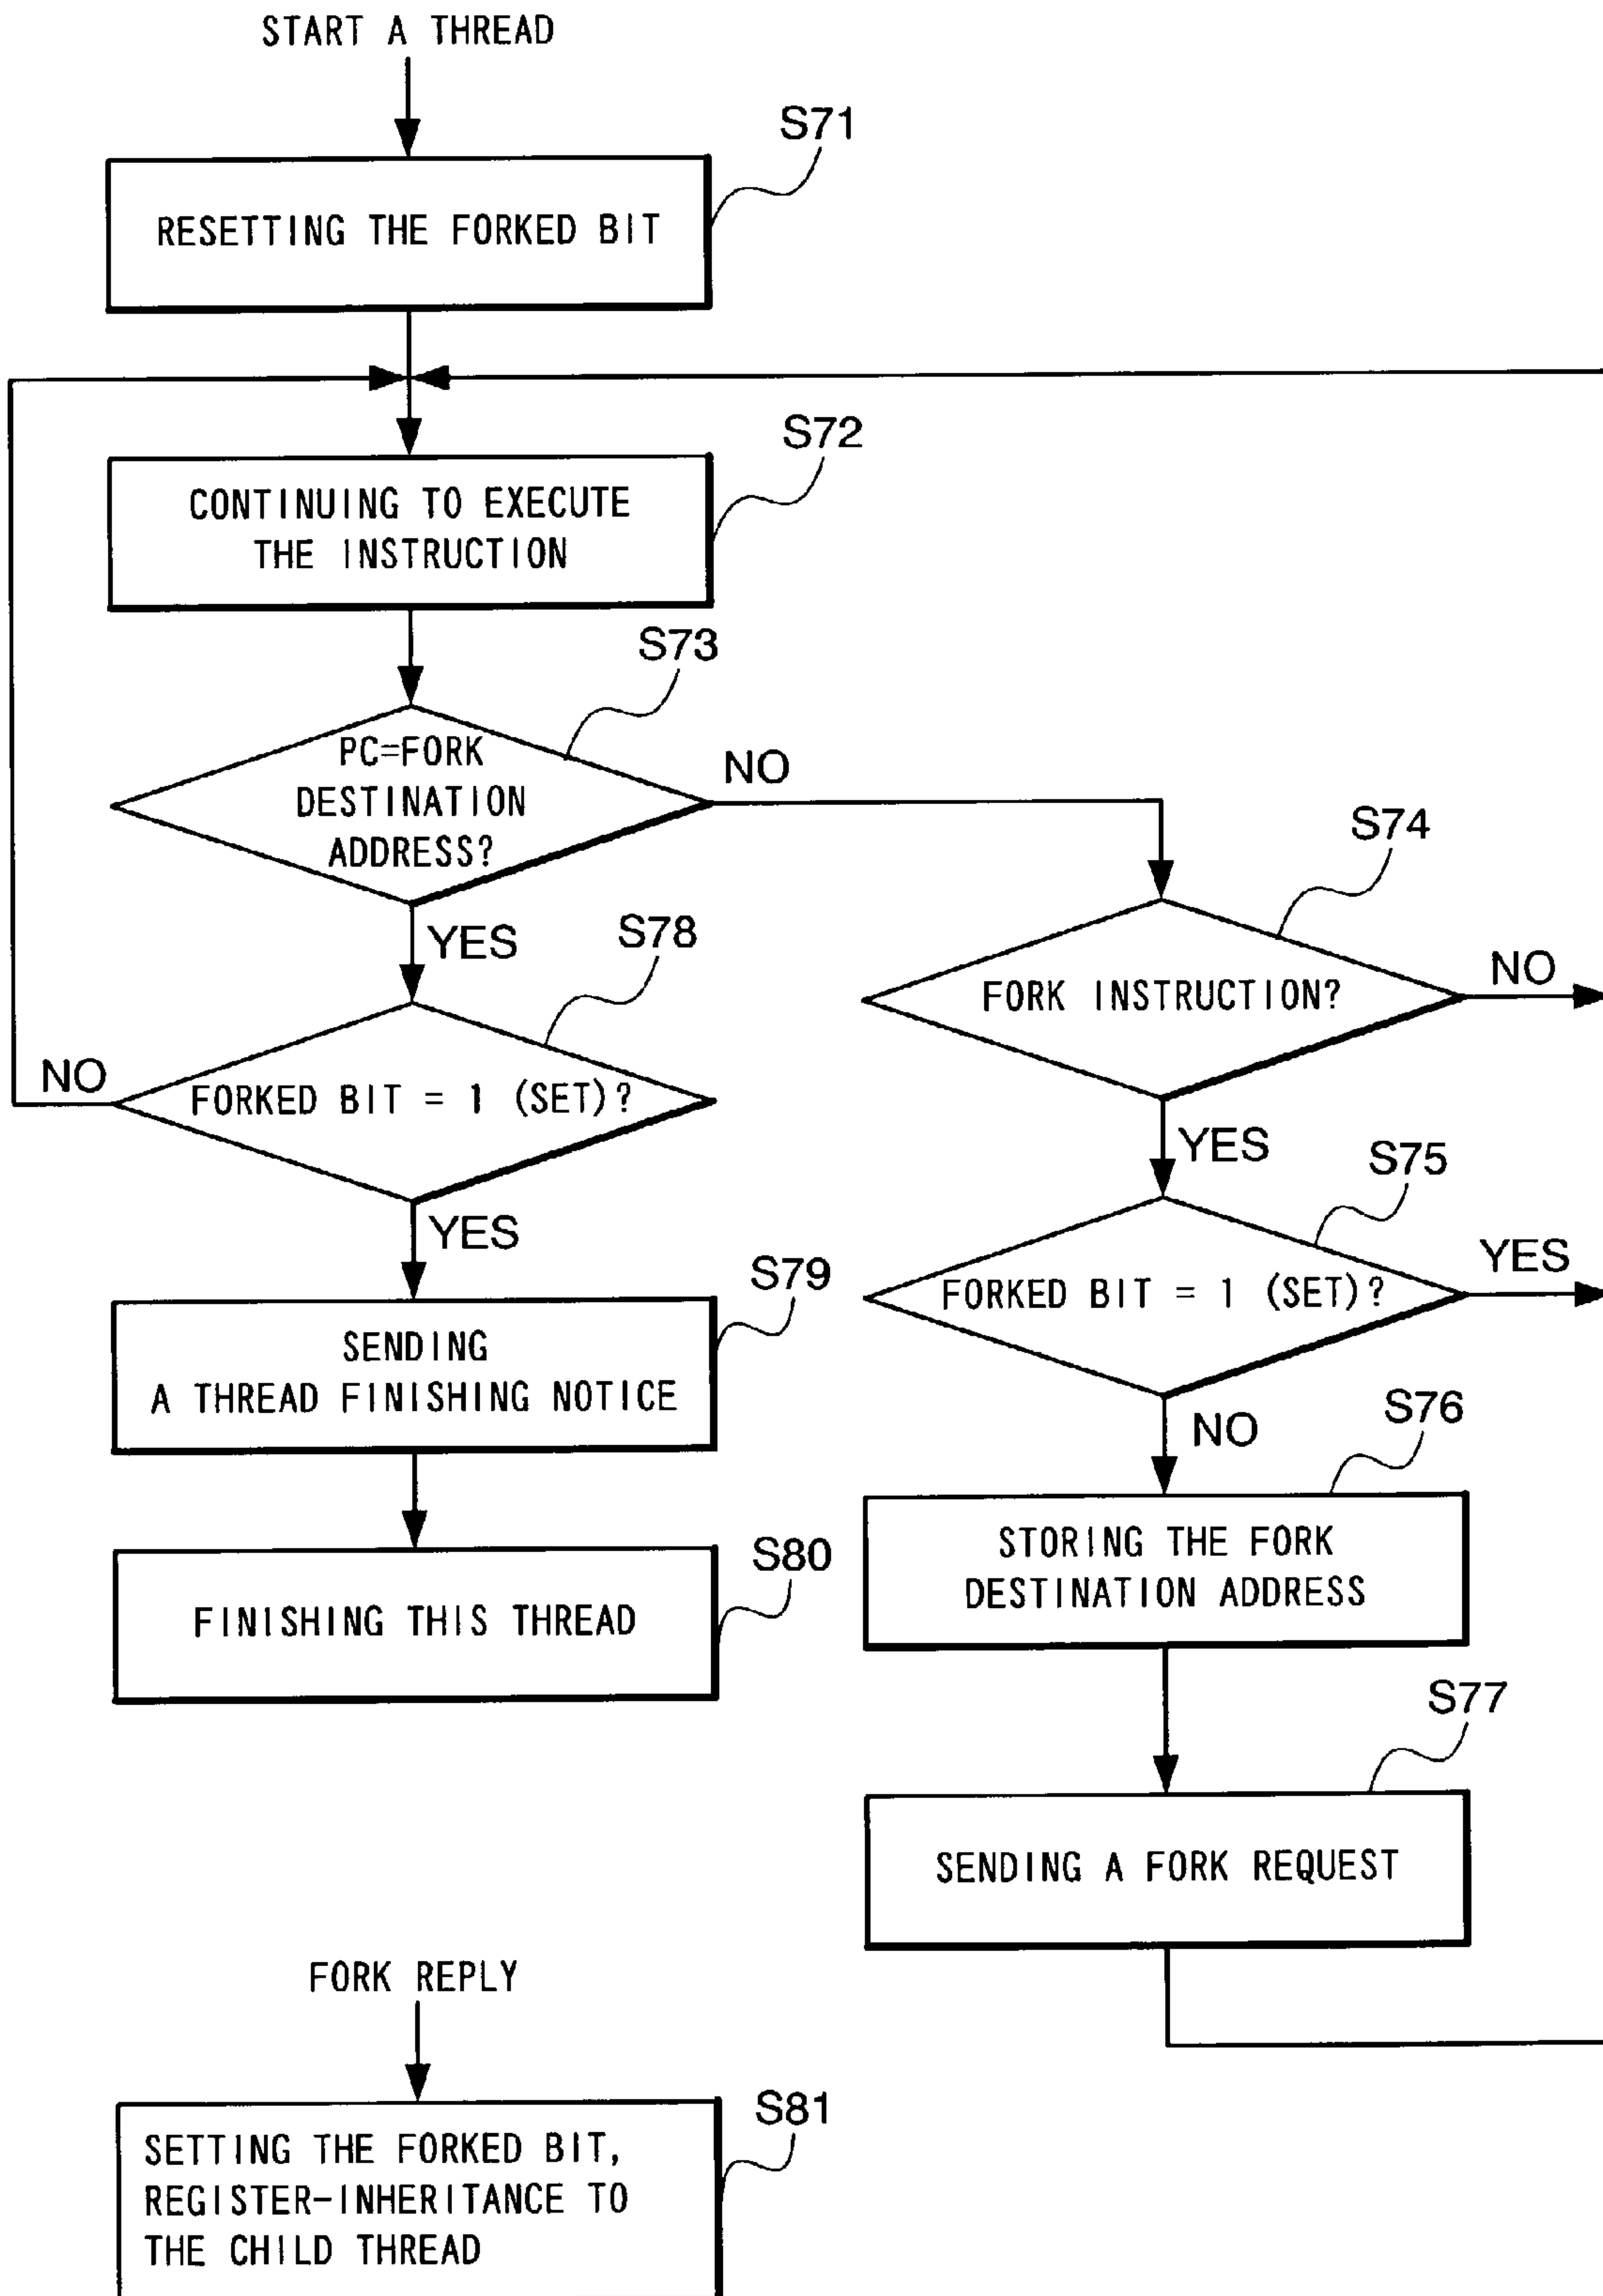 START A THREAD
S71
RESETTING THE FORKED BIT
S72
CONTINUING TO EXECUTE
THE INSTRUCTION
S73
PC=FORK
DESTINATION
ADDRESS?
NO
YES
S74
FORK INSTRUCTION?
NO
YES
S78
FORKED BIT = 1 (SET)?
NO
YES
S75
FORKED BIT = 1 (SET)?
YES
NO
S79
SENDING
A THREAD FINISHING NOTICE
S76
STORING THE FORK
DESTINATION ADDRESS
S80
FINISHING THIS THREAD
S77
SENDING A FORK REQUEST
FORK REPLY
S81
SETTING THE FORKED BIT,
REGISTER-INHERITANCE TO
THE CHILD THREAD